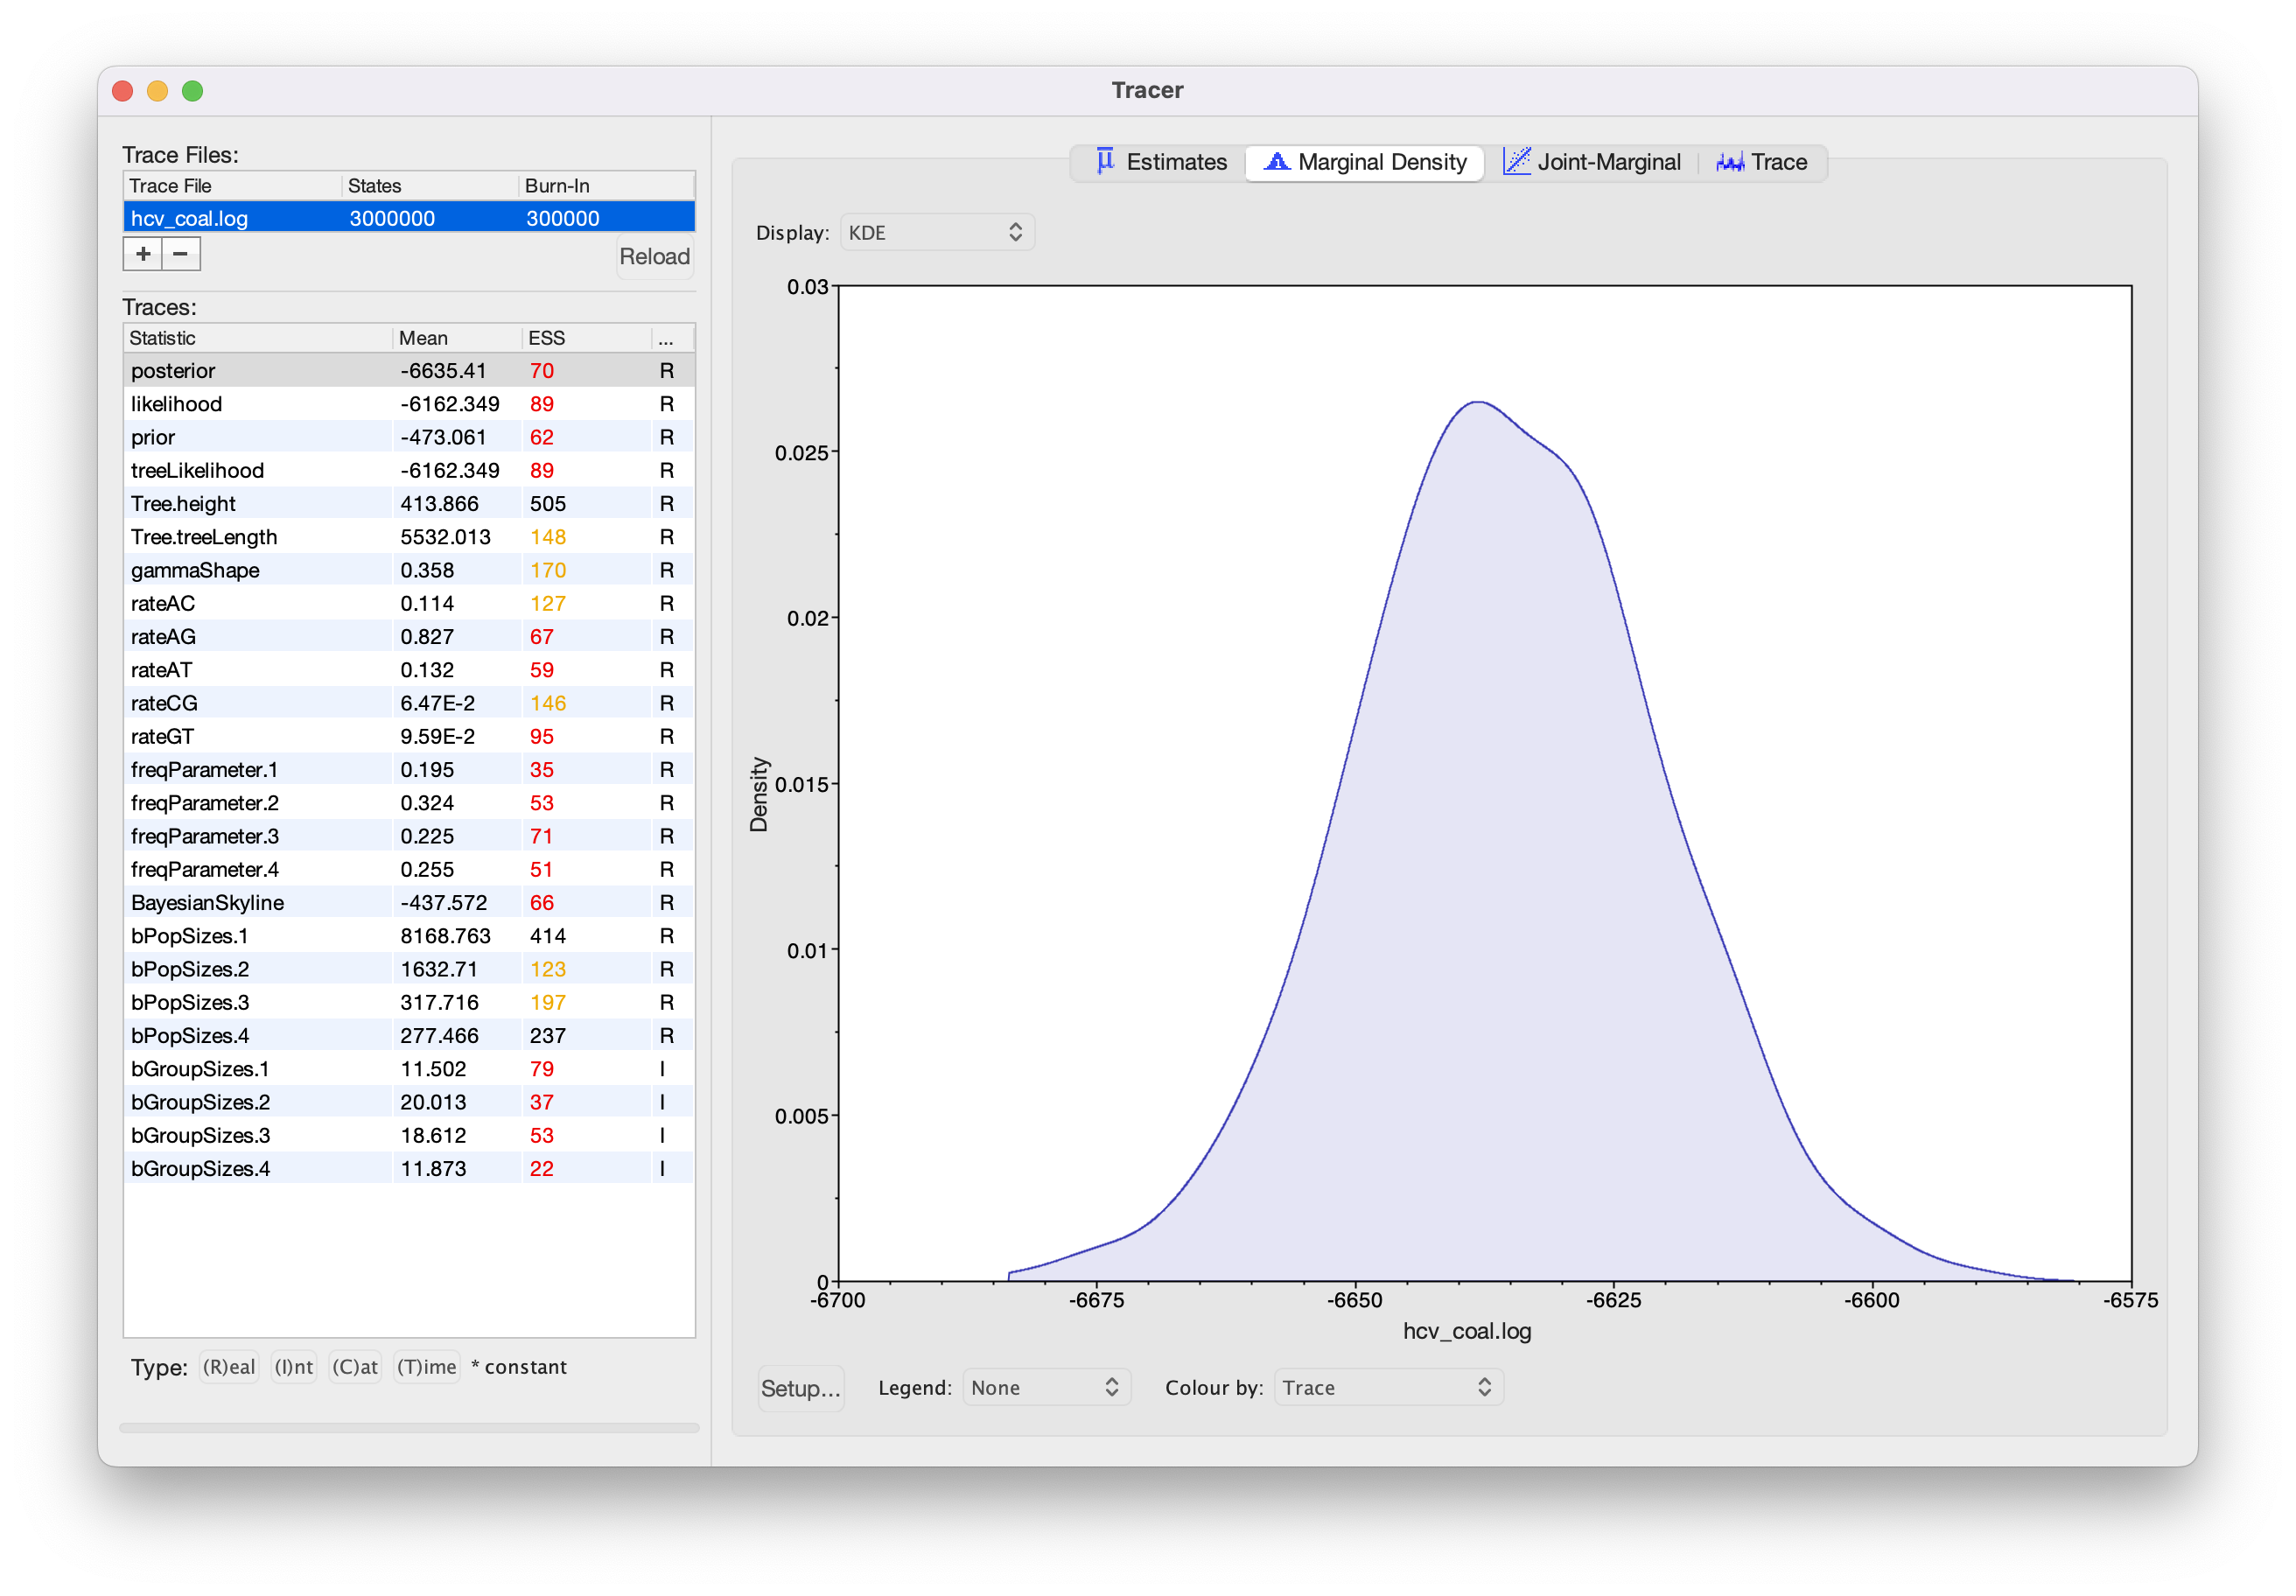 Tracer
Trace Files:
Trace File States Burn-In
hcv_coal.log 3000000 300000
+ − Reload
Traces:
Statistic Mean ESS ...
posterior -6635.41 70 R
likelihood -6162.349 89 R
prior -473.061 62 R
treeLikelihood -6162.349 89 R
Tree.height 413.866 505 R
Tree.treeLength 5532.013 148 R
gammaShape 0.358 170 R
rateAC 0.114 127 R
rateAG 0.827 67 R
rateAT 0.132 59 R
rateCG 6.47E-2 146 R
rateGT 9.59E-2 95 R
freqParameter.1 0.195 35 R
freqParameter.2 0.324 53 R
freqParameter.3 0.225 71 R
freqParameter.4 0.255 51 R
BayesianSkyline -437.572 66 R
bPopSizes.1 8168.763 414 R
bPopSizes.2 1632.71 123 R
bPopSizes.3 317.716 197 R
bPopSizes.4 277.466 237 R
bGroupSizes.1 11.502 79 I
bGroupSizes.2 20.013 37 I
bGroupSizes.3 18.612 53 I
bGroupSizes.4 11.873 22 I
Type: (R)eal (I)nt (C)at (T)ime * constant
μ Estimates Marginal Density Joint-Marginal Trace
Display: KDE
0.03
0.025
0.02
0.015
0.01
0.005
0
Density
-6700 -6675 -6650 -6625 -6600 -6575
hcv_coal.log
Setup... Legend: None Colour by: Trace